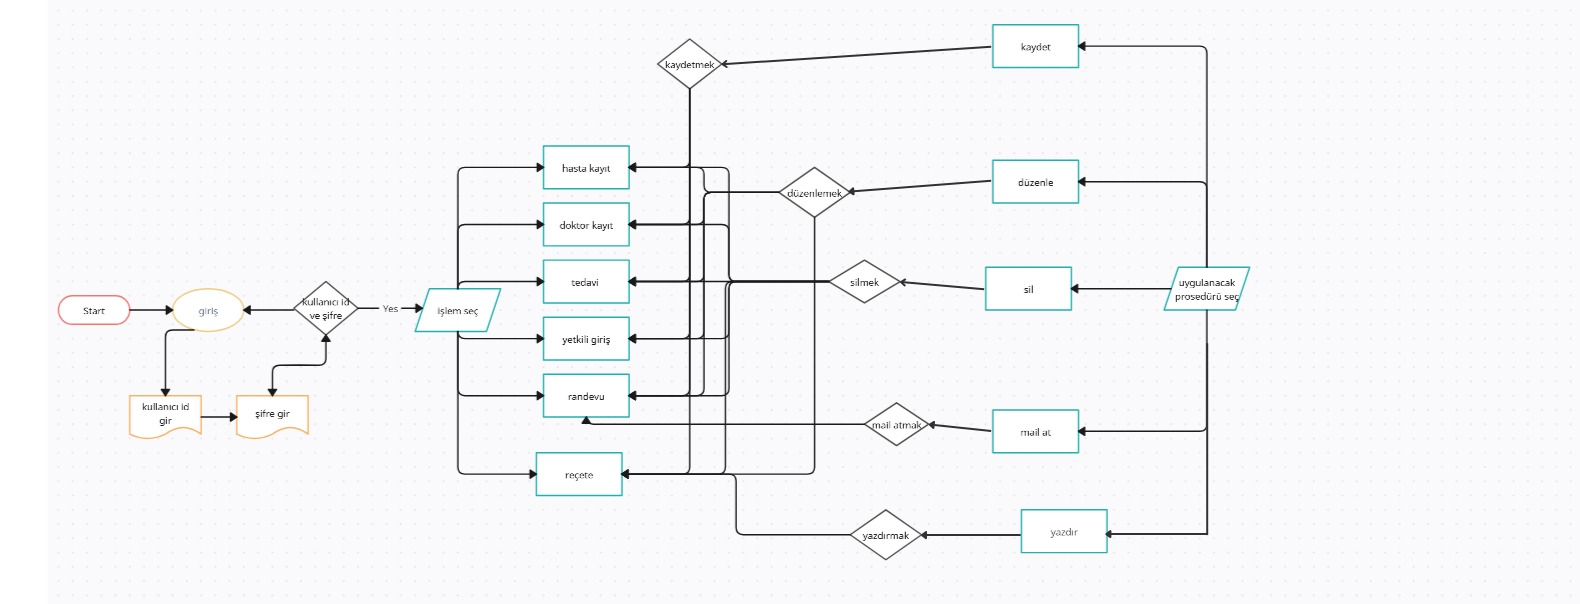 kaydet
kaydetmek
hasta kayıt
düzenle
düzenlemek
doktor kayıt
tedavi
silmek
sil
uygulanacak
prosedürü seç
Start
giriş
kullanıcı id
ve şifre
Yes
işlem seç
yetkili giriş
randevu
kullanıcı id
gir
şifre gir
mail atmak
mail at
reçete
yazdırmak
yazdır